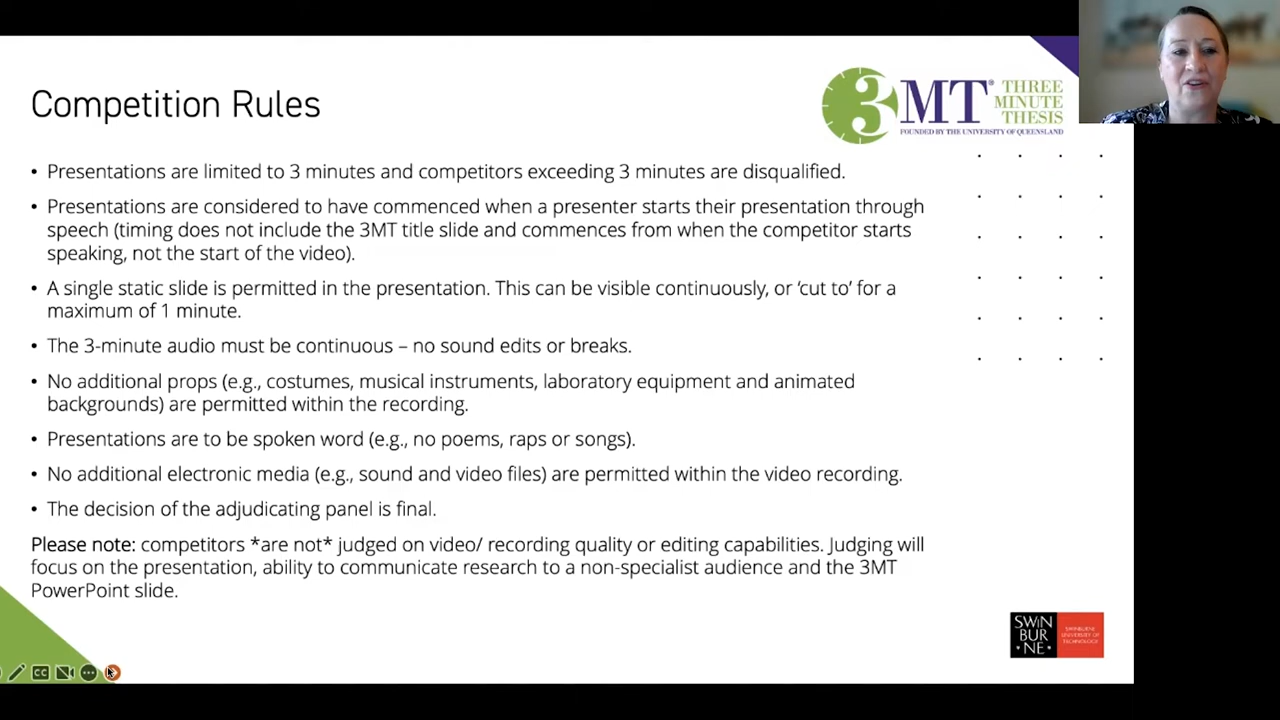 Competition Rules
3MT® THREE
MINUTE
THESIS
FOUNDED BY THE UNIVERSITY OF QUEENSLAND
• Presentations are limited to 3 minutes and competitors exceeding 3 minutes are disqualified.
• Presentations are considered to have commenced when a presenter starts their presentation through
speech (timing does not include the 3MT title slide and commences from when the competitor starts
speaking, not the start of the video).
• A single static slide is permitted in the presentation. This can be visible continuously, or ‘cut to’ for a
maximum of 1 minute.
• The 3-minute audio must be continuous – no sound edits or breaks.
• No additional props (e.g., costumes, musical instruments, laboratory equipment and animated
backgrounds) are permitted within the recording.
• Presentations are to be spoken word (e.g., no poems, raps or songs).
• No additional electronic media (e.g., sound and video files) are permitted within the video recording.
• The decision of the adjudicating panel is final.
Please note: competitors *are not* judged on video/ recording quality or editing capabilities. Judging will
focus on the presentation, ability to communicate research to a non-specialist audience and the 3MT
PowerPoint slide.
SWIN
BUR
• NE •
SWINBURNE
UNIVERSITY OF
TECHNOLOGY
CC